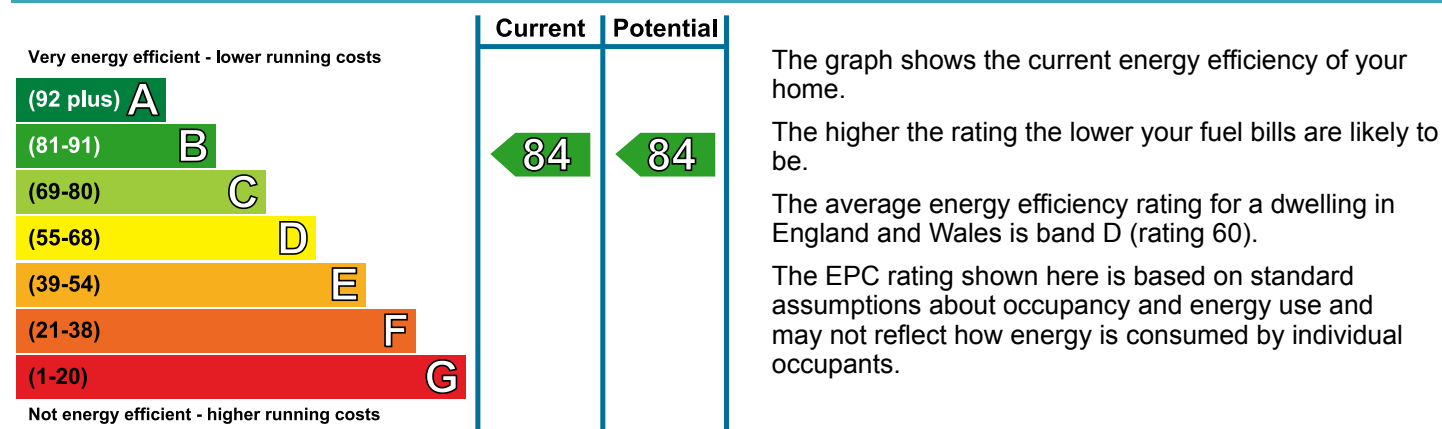 Current Potential
Very energy efficient - lower running costs
(92 plus) A
(81-91) B
84 84
(69-80) C
(55-68) D
(39-54) E
(21-38) F
(1-20) G
Not energy efficient - higher running costs
The graph shows the current energy efficiency of your
home.
The higher the rating the lower your fuel bills are likely to
be.
The average energy efficiency rating for a dwelling in
England and Wales is band D (rating 60).
The EPC rating shown here is based on standard
assumptions about occupancy and energy use and
may not reflect how energy is consumed by individual
occupants.